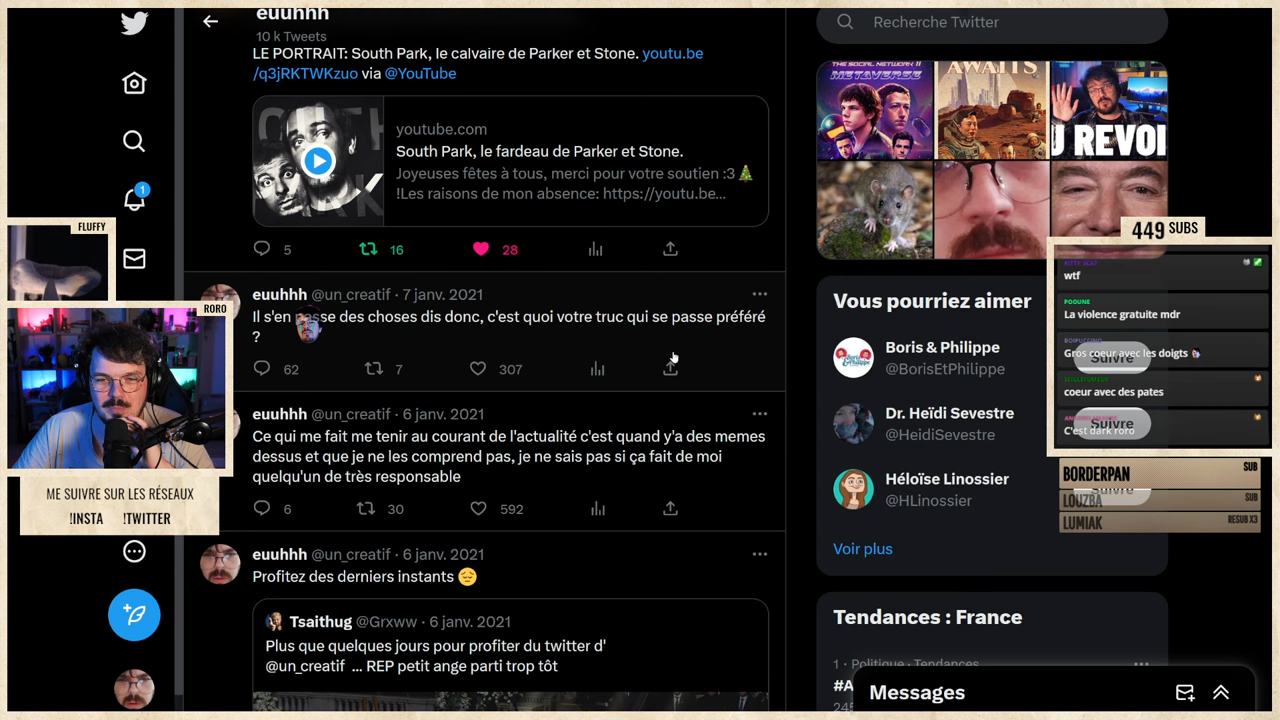 euuhhh
10 k Tweets
LE PORTRAIT: South Park, le calvaire de Parker et Stone. youtu.be
/q3jRKTWKzuo via @YouTube
youtube.com
South Park, le fardeau de Parker et Stone.
Joyeuses fêtes à tous, merci pour votre soutien :3 🎄
!Les raisons de mon absence: https://youtu.be...
5
16
28
euuhhh @un_creatif · 7 janv. 2021
Il s'en passe des choses dis donc, c'est quoi votre truc qui se passe préféré
?
62
7
307
euuhhh @un_creatif · 6 janv. 2021
Ce qui me fait me tenir au courant de l'actualité c'est quand y'a des memes
dessus et que je ne les comprend pas, je ne sais pas si ça fait de moi
quelqu'un de très responsable
6
30
592
euuhhh @un_creatif · 6 janv. 2021
Profitez des derniers instants 😔
Tsaithug @Grxww · 6 janv. 2021
Plus que quelques jours pour profiter du twitter d'
@un_creatif ... REP petit ange parti trop tôt
1
FLUFFY
RORO
ME SUIVRE SUR LES RÉSEAUX
!INSTA !TWITTER
Recherche Twitter
THE SOCIAL NETWORK II
METAVERSE
AWAITS
U REVOI
449 SUBS
wtf
POOUNE
La violence gratuite mdr
Gros coeur avec les doigts
coeur avec des pates
C'est dark roro
BORDERPAN SUB
LOUZBA SUB
LUMIAK RESUB X3
Vous pourriez aimer
Boris & Philippe
@BorisEtPhilippe
Suivre
Dr. Heïdi Sevestre
@HeidiSevestre
Suivre
Héloïse Linossier
@HLinossier
Suivre
Voir plus
Tendances : France
1 · Politique · Tendances
#A
Messages